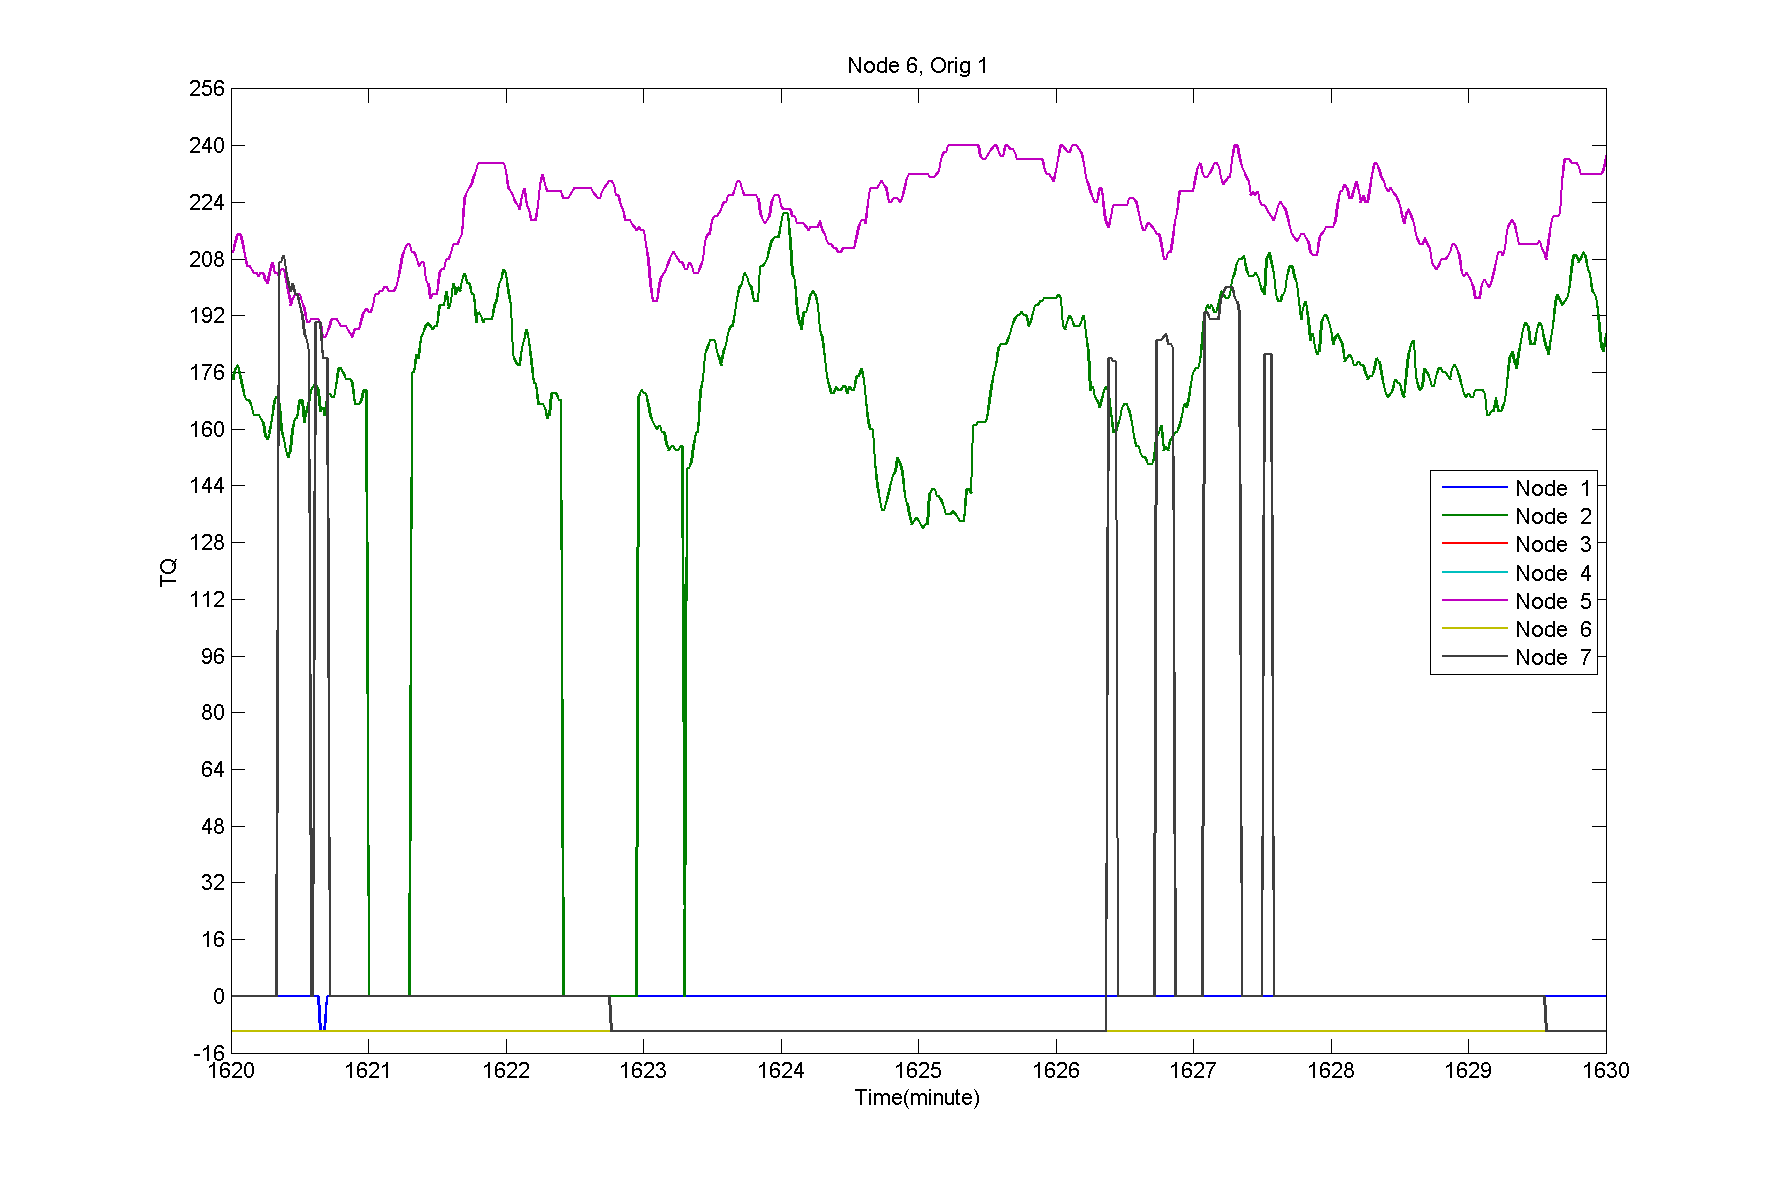 Node 6, Orig 1
256
240
224
208
192
176
160
144
128
112
96
80
64
48
32
16
0
-16
TQ
Node 1
Node 2
Node 3
Node 4
Node 5
Node 6
Node 7
1620 1621 1622 1623 1624 1625 1626 1627 1628 1629 1630
Time(minute)